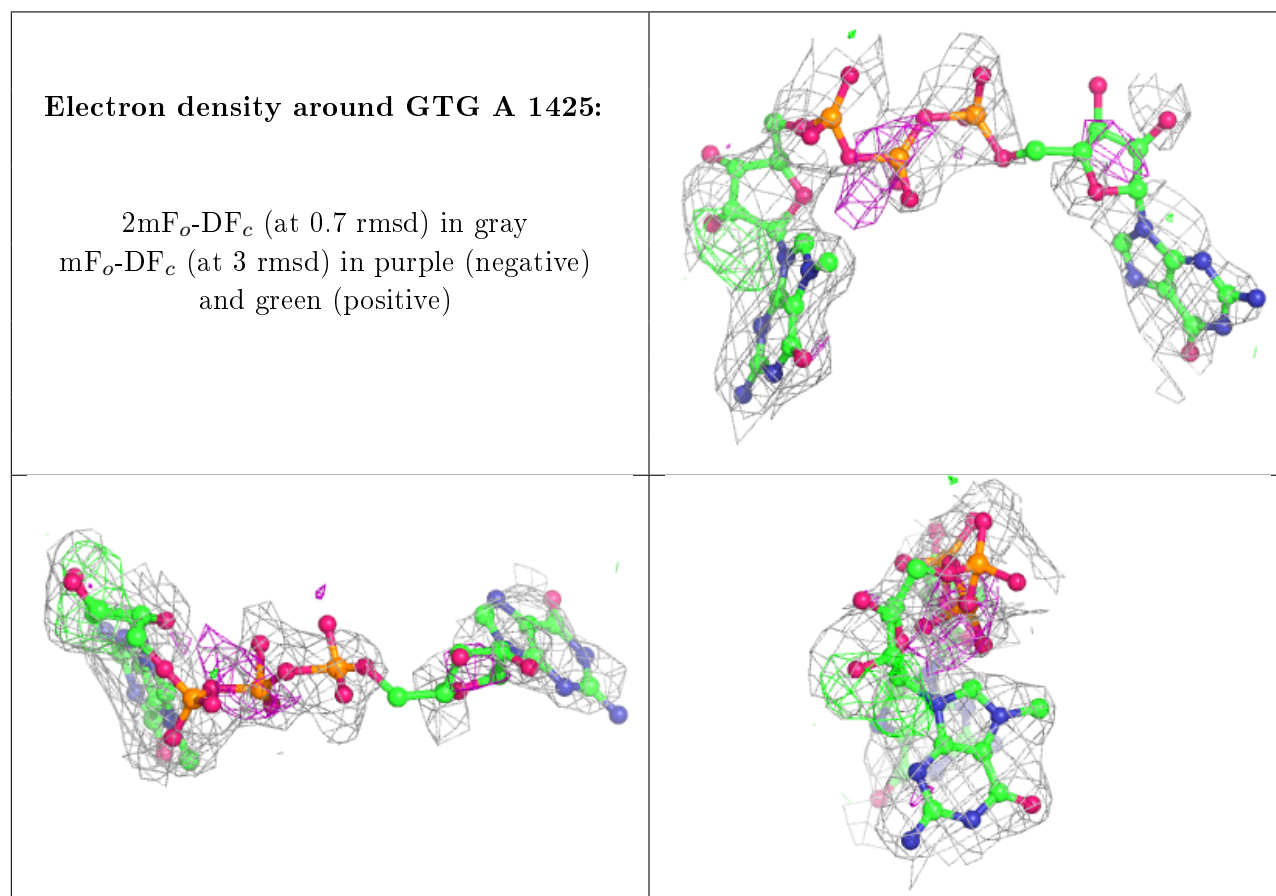 Electron density around GTG A 1425:
2mFₒ-DF𝒸 (at 0.7 rmsd) in gray
mFₒ-DF𝒸 (at 3 rmsd) in purple (negative)
and green (positive)